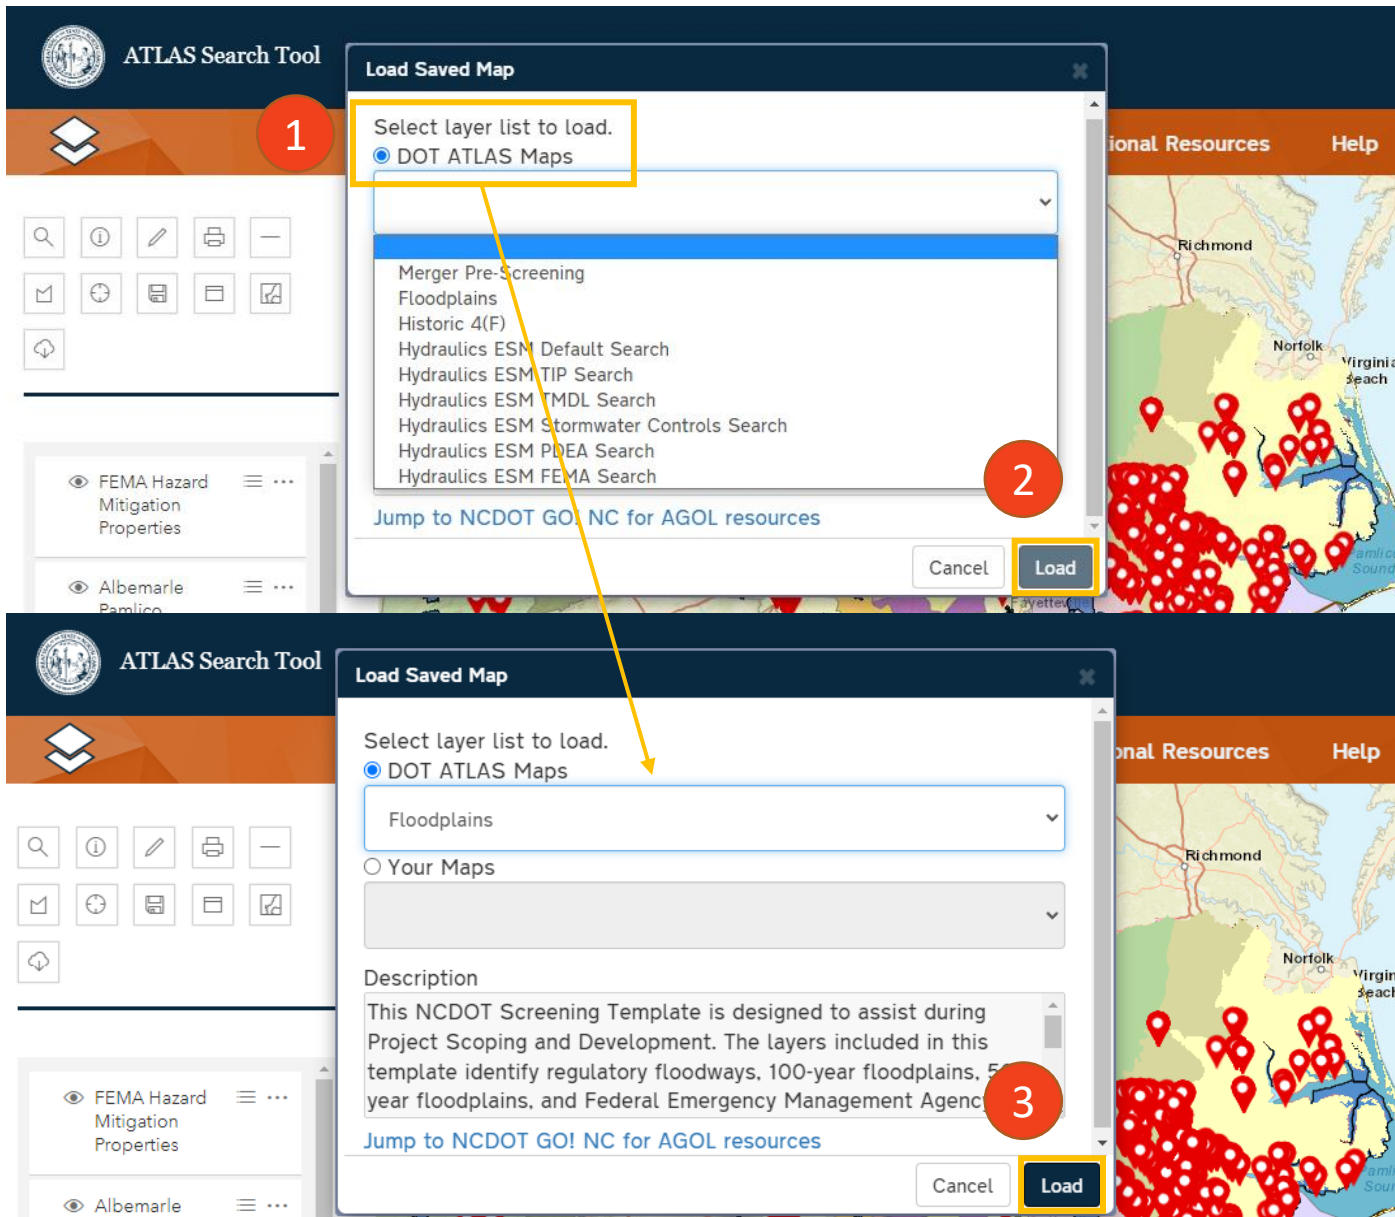 ATLAS Search Tool
Load Saved Map
1
Select layer list to load.
DOT ATLAS Maps
ional Resources
Help
Merger Pre-Screening
Floodplains
Historic 4(F)
Hydraulics ESM Default Search
Hydraulics ESM TIP Search
Hydraulics ESM TMDL Search
Hydraulics ESM Stormwater Controls Search
Hydraulics ESM PDEA Search
Hydraulics ESM FEMA Search
2
Jump to NCDOT GO! NC for AGOL resources
Cancel
Load
FEMA Hazard
Mitigation
Properties
Albemarle
Pamlico
Richmond
Norfolk
Virginia
Beach
Pamlico
Sound
ATLAS Search Tool
Load Saved Map
Select layer list to load.
DOT ATLAS Maps
onal Resources
Help
Floodplains
Your Maps
Description
This NCDOT Screening Template is designed to assist during
Project Scoping and Development. The layers included in this
template identify regulatory floodways, 100-year floodplains, 5
year floodplains, and Federal Emergency Management Agency
3
Jump to NCDOT GO! NC for AGOL resources
Cancel
Load
FEMA Hazard
Mitigation
Properties
Albemarle
Richmond
Norfolk
Virgin
Beach